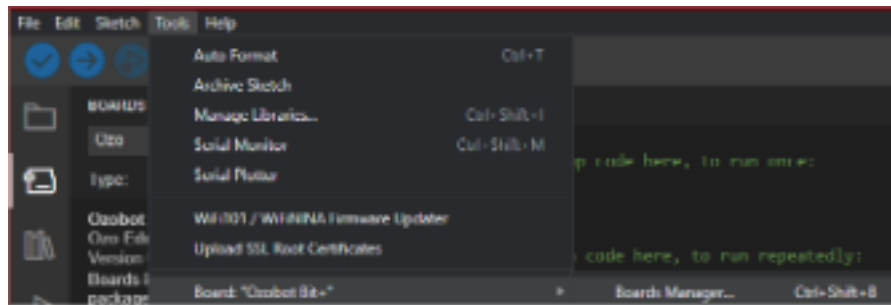 File Edit Sketch Tools Help
Auto Format Ctrl+T
Archive Sketch
Manage Libraries... Ctrl+Shift+I
Serial Monitor Ctrl+Shift+M
Serial Plotter
WiFi101 / WiFiNINA Firmware Updater
Upload SSL Root Certificates
Board: "Ozobot Bit+"
Boards Manager... Ctrl+Shift+B
BOARDS
Ozo
Type:
Ozobot
Version
Boards
package
p code here, to run once:
code here, to run repeatedly: